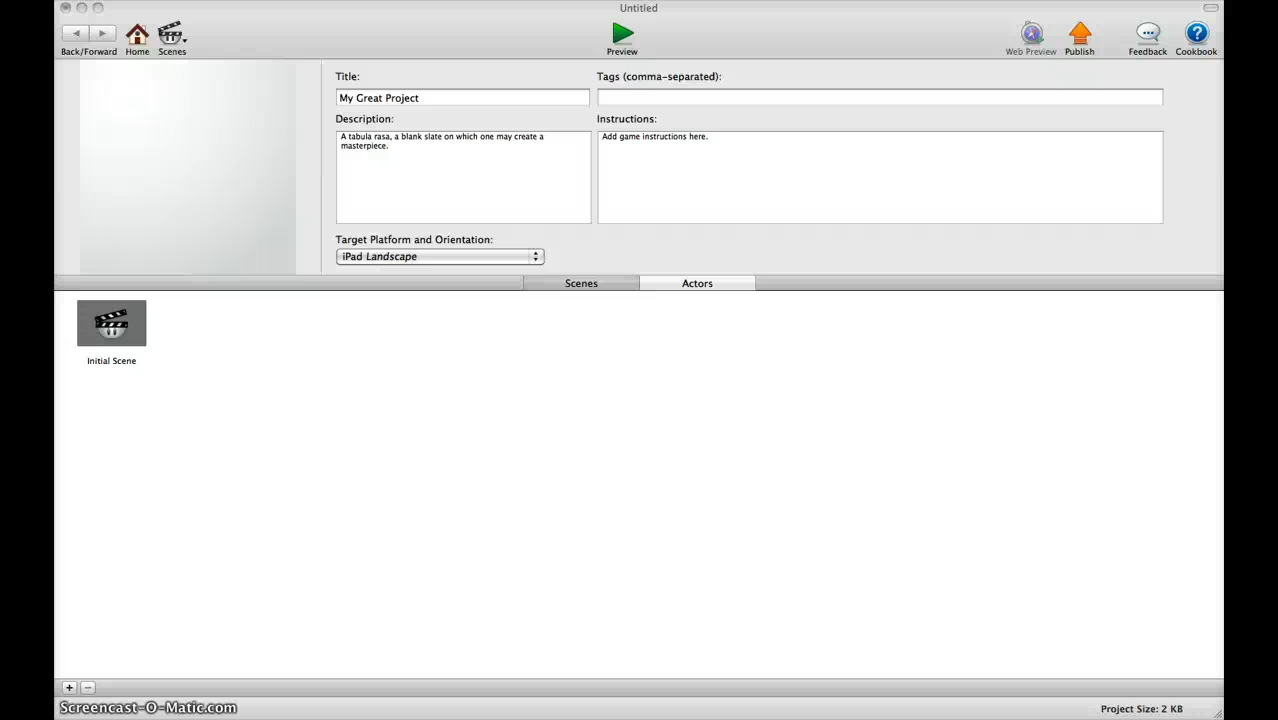 Untitled
Back/Forward
Home
Scenes
Preview
Web Preview
Publish
Feedback
Cookbook
Title:
Tags (comma-separated):
My Great Project
Description:
Instructions:
A tabula rasa, a blank slate on which one may create a
masterpiece.
Add game instructions here.
Target Platform and Orientation:
iPad Landscape
Scenes
Actors
Initial Scene
Screencast-O-Matic.com
Project Size: 2 KB